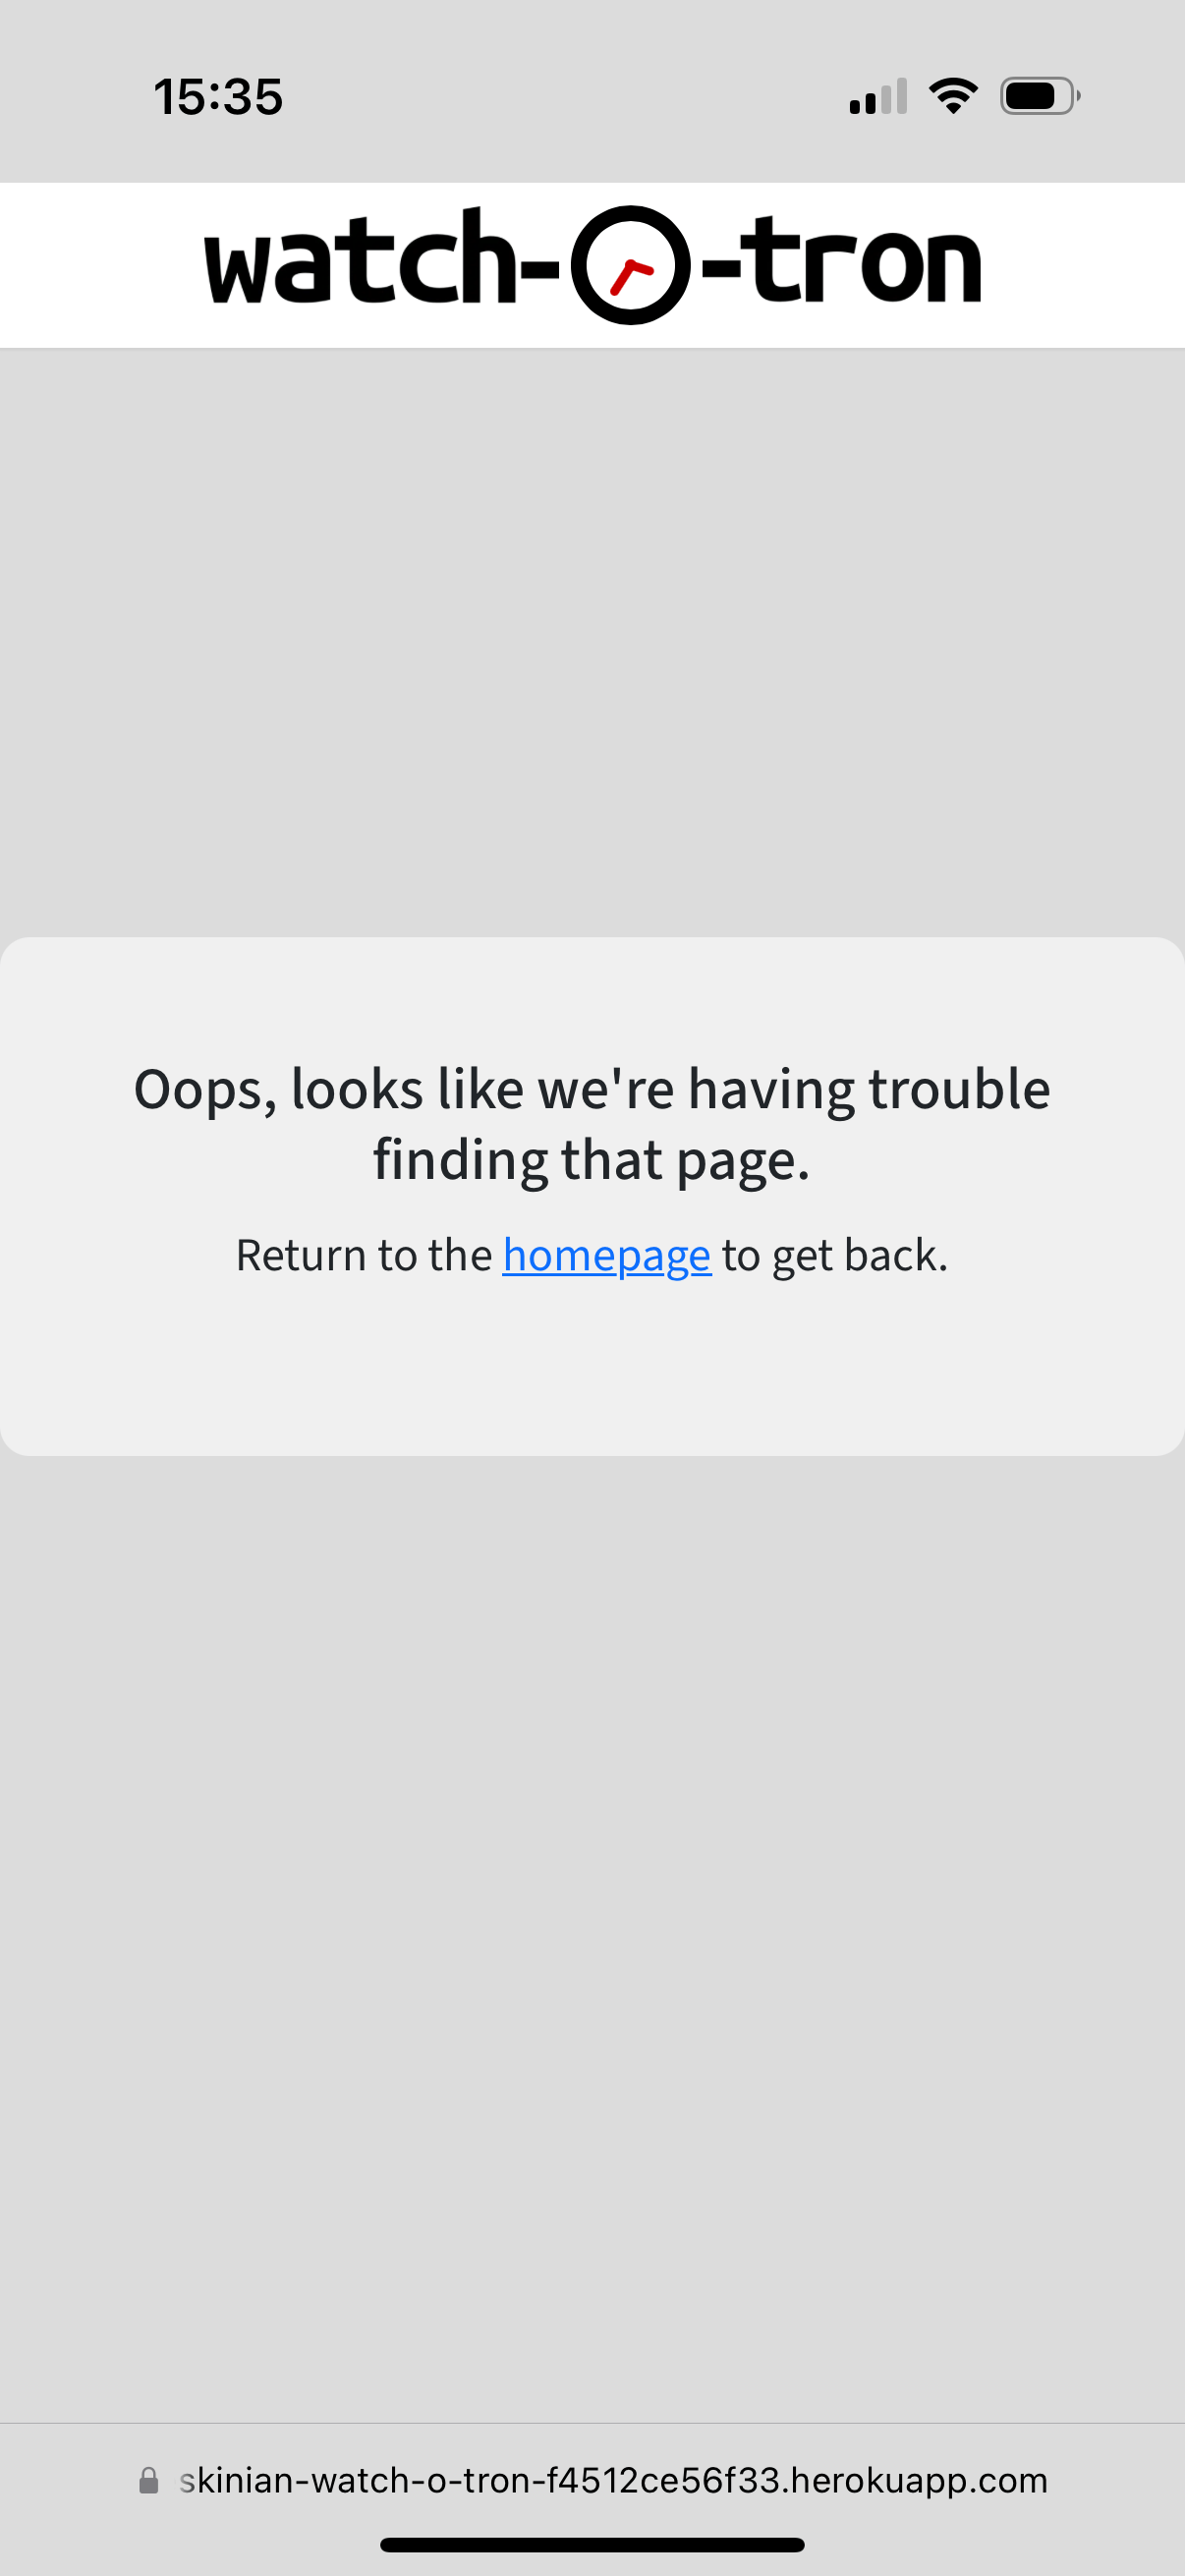 15:35
watch-O-tron
Oops, looks like we're having trouble
finding that page.
Return to the homepage to get back.
skinian-watch-o-tron-f4512ce56f33.herokuapp.com